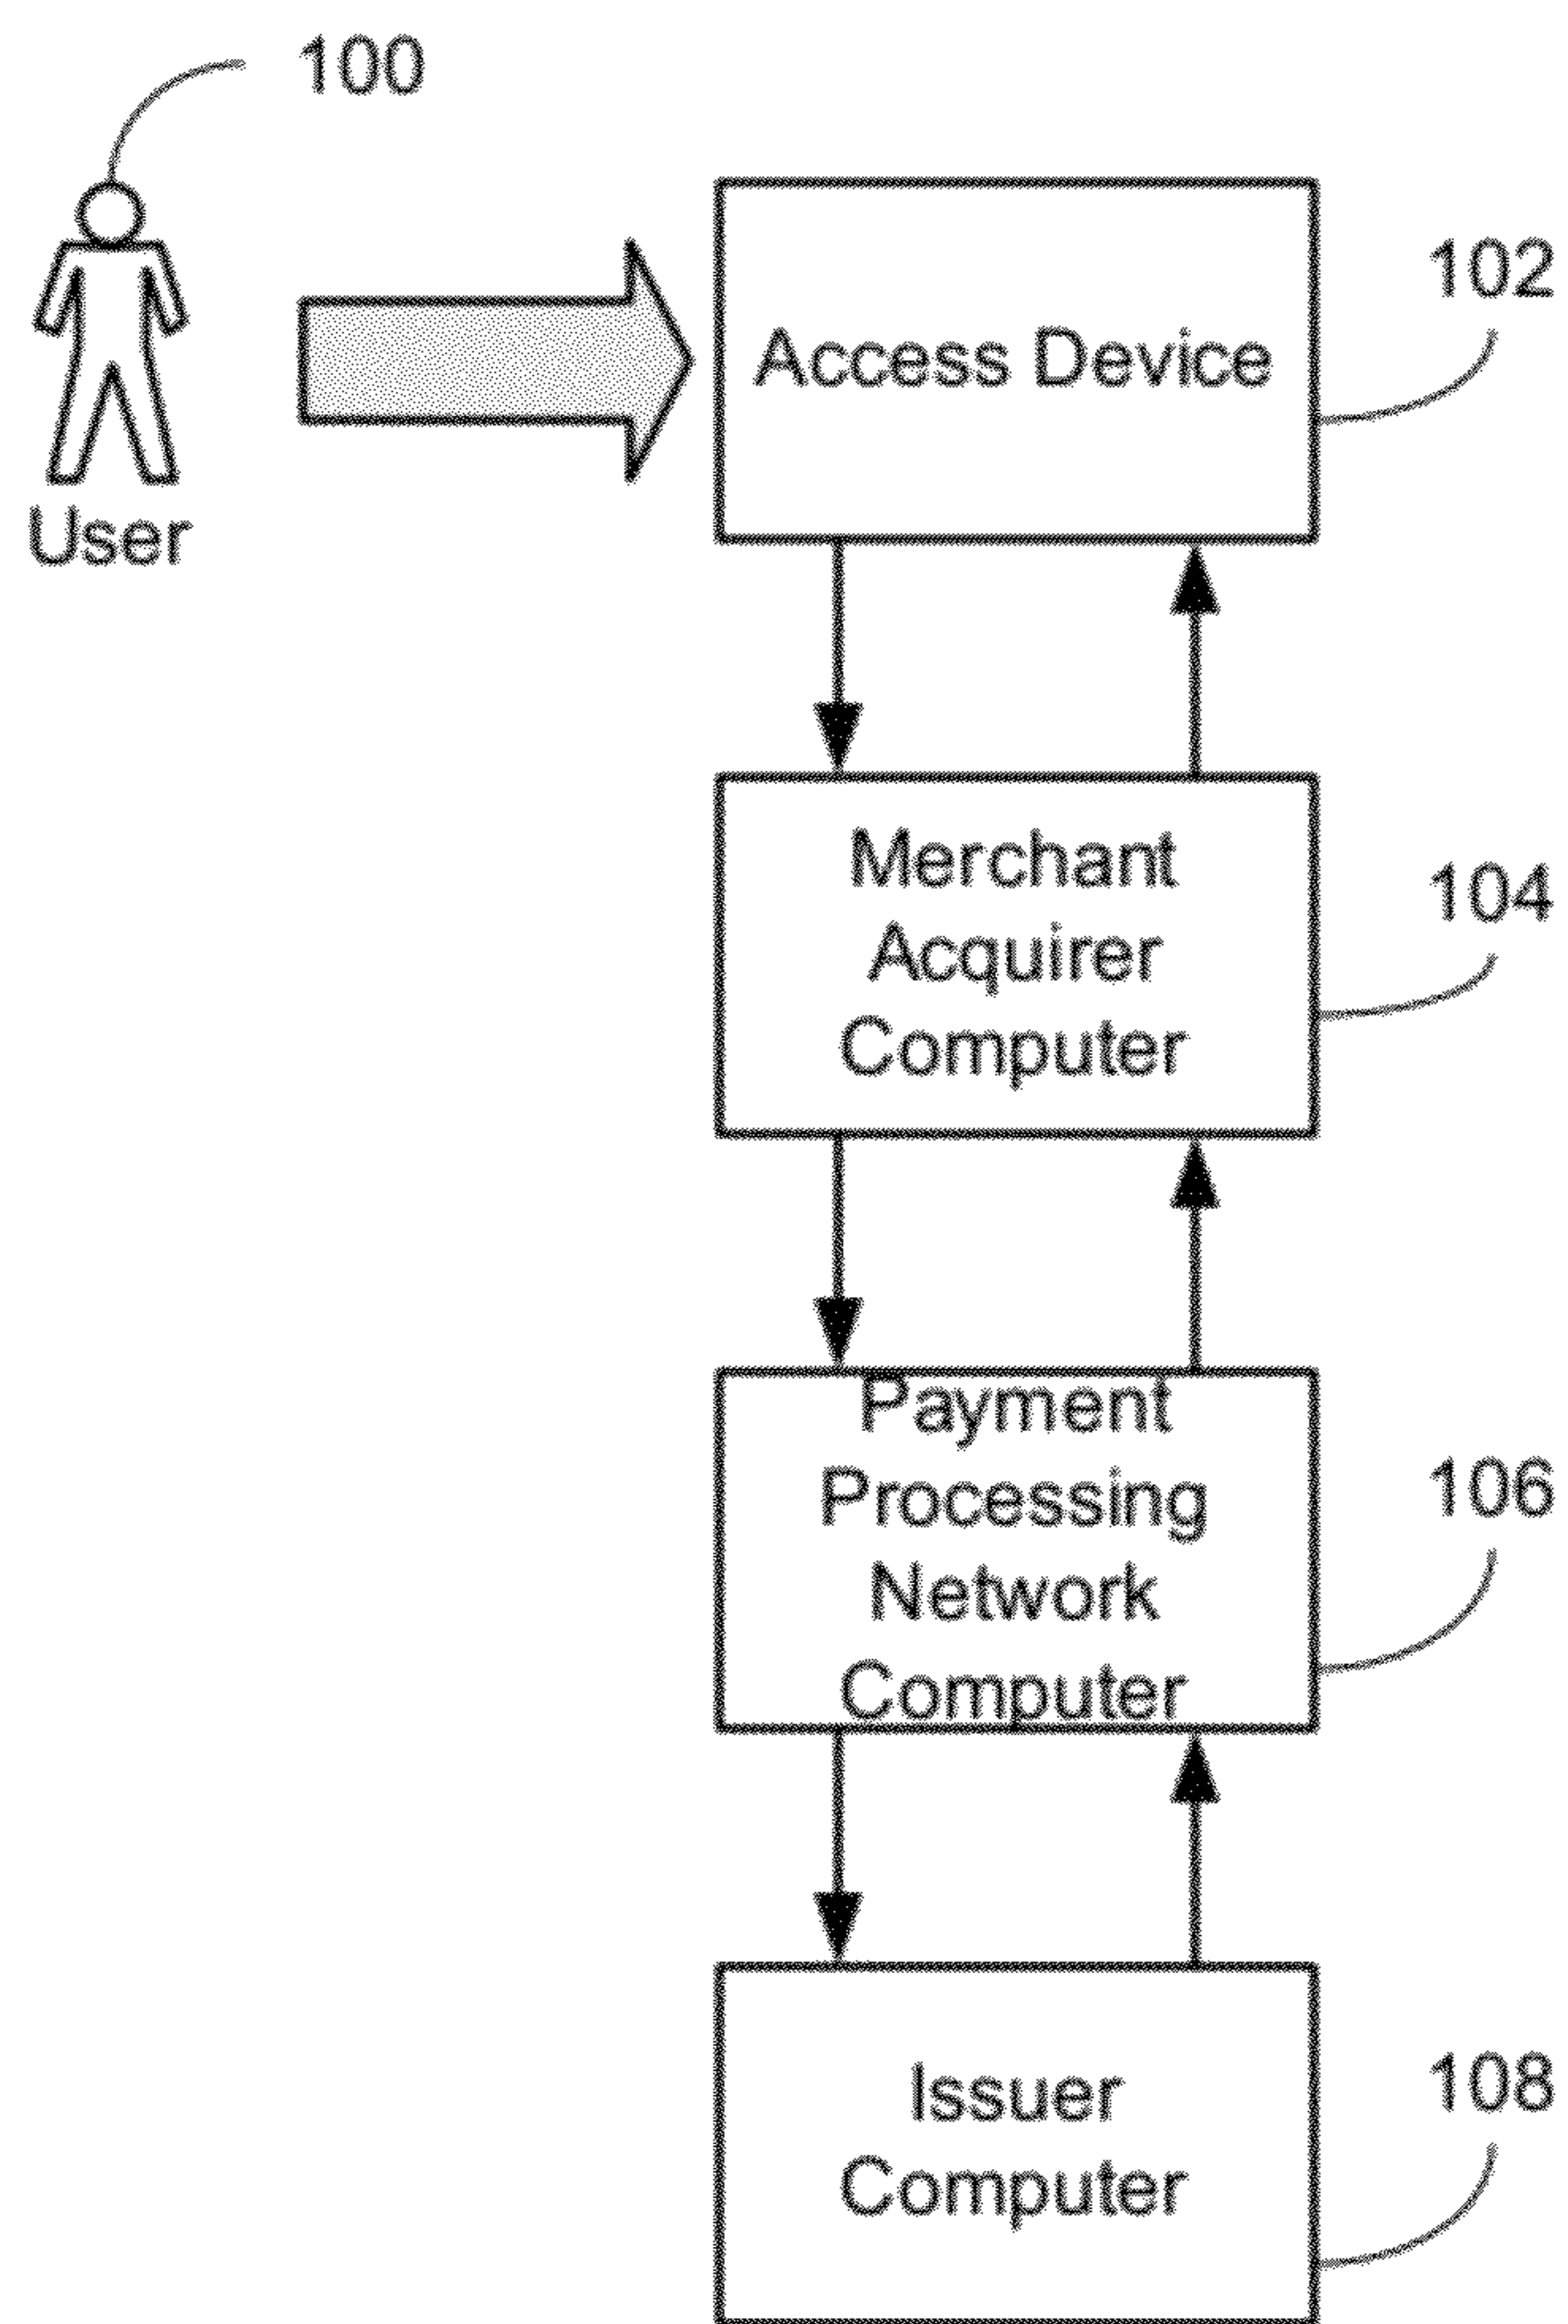 100
User
Access Device
102
Merchant
Acquirer
Computer
104
Payment
Processing
Network
Computer
106
Issuer
Computer
108